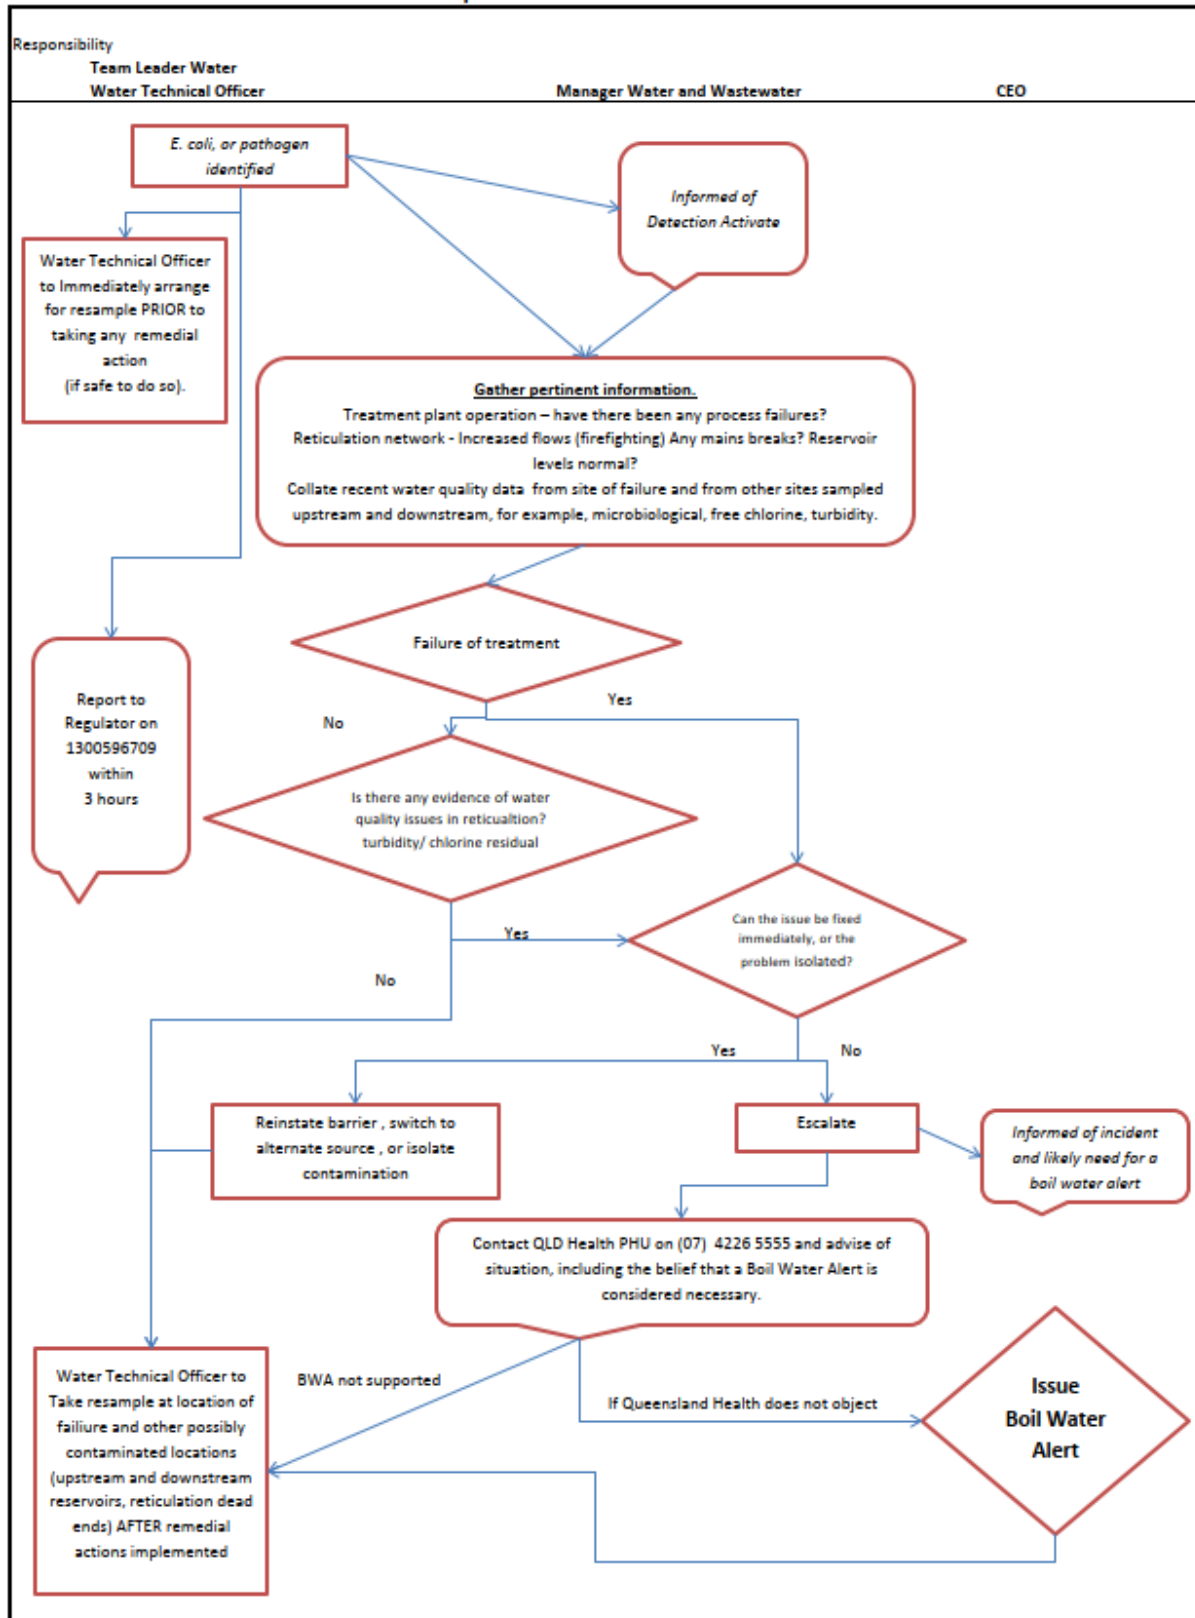 Responsibility
Team Leader Water
Water Technical Officer
Manager Water and Wastewater
CEO
E. coli, or pathogen
identified
Informed of
Detection Activate
Water Technical Officer
to Immediately arrange
for resample PRIOR to
taking any remedial
action
(if safe to do so).
Gather pertinent information.
Treatment plant operation – have there been any process failures?
Reticulation network - Increased flows (firefighting) Any mains breaks? Reservoir
levels normal?
Collate recent water quality data from site of failure and from other sites sampled
upstream and downstream, for example, microbiological, free chlorine, turbidity.
Failure of treatment
Yes
No
Report to
Regulator on
1300596709
within
3 hours
Is there any evidence of water
quality issues in reticualtion?
turbidity/ chlorine residual
Can the issue be fixed
immediately, or the
problem isolated?
Yes
No
Yes
No
Reinstate barrier , switch to
alternate source , or isolate
contamination
Escalate
Informed of incident
and likely need for a
boil water alert
Contact QLD Health PHU on (07) 4226 5555 and advise of
situation, including the belief that a Boil Water Alert is
considered necessary.
Water Technical Officer to
Take resample at location of
failiure and other possibly
contaminated locations
(upstream and downstream
reservoirs, reticulation dead
ends) AFTER remedial
actions implemented
BWA not supported
If Queensland Health does not object
Issue
Boil Water
Alert